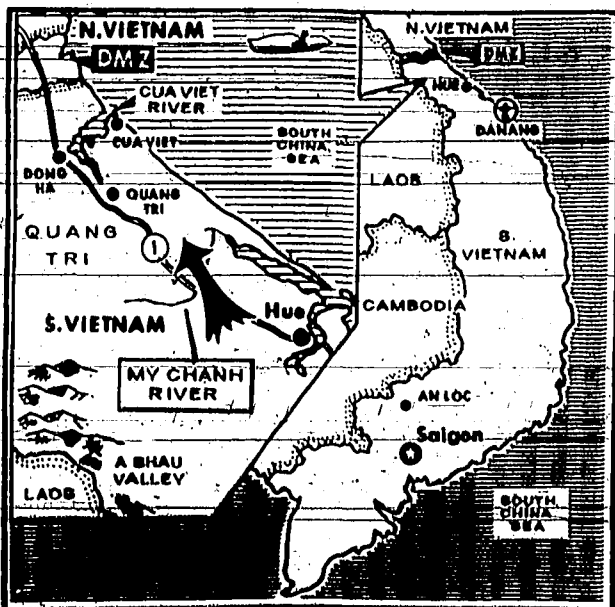 N. VIETNAM
DMZ
CUA VIET
RIVER
CUA VIET
SOUTH
CHINA
SEA
DONG
HA
QUANG
TRI
QUANG
TRI
1
S. VIETNAM
Hue
MY CHANH
RIVER
A SHAU
VALLEY
LAOS
N. VIETNAM
DMZ
HUE
DANANG
LAOS
S.
VIETNAM
CAMBODIA
AN LOC
Saigon
SOUTH
CHINA
SEA